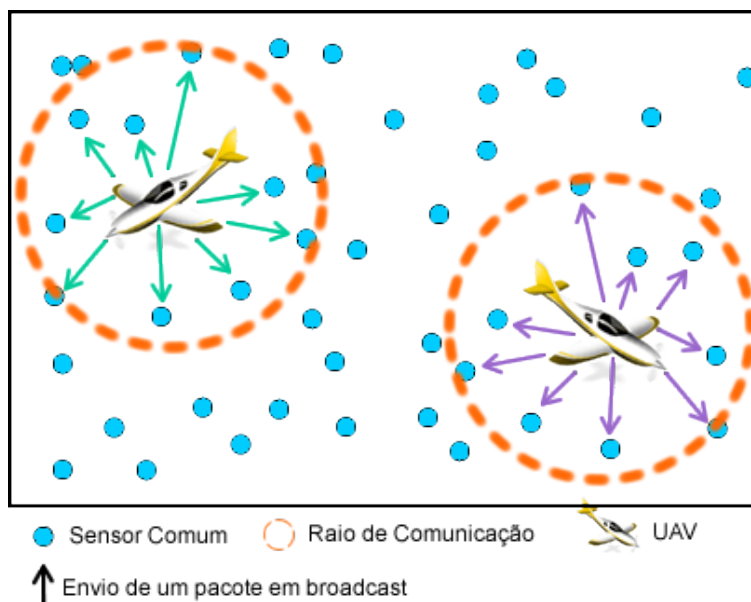 Sensor Comum
Raio de Comunicação
UAV
Envio de um pacote em broadcast